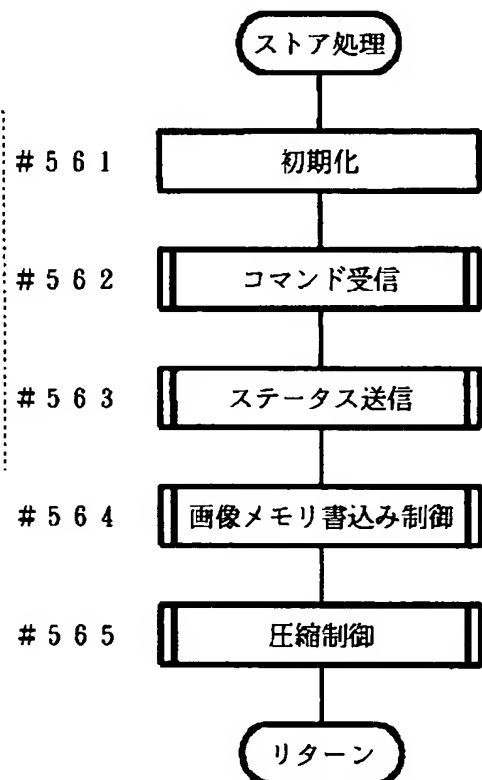 ストア処理
#561 初期化
#562 コマンド受信
#563 ステータス送信
#564 画像メモリ書込み制御
#565 圧縮制御
リターン